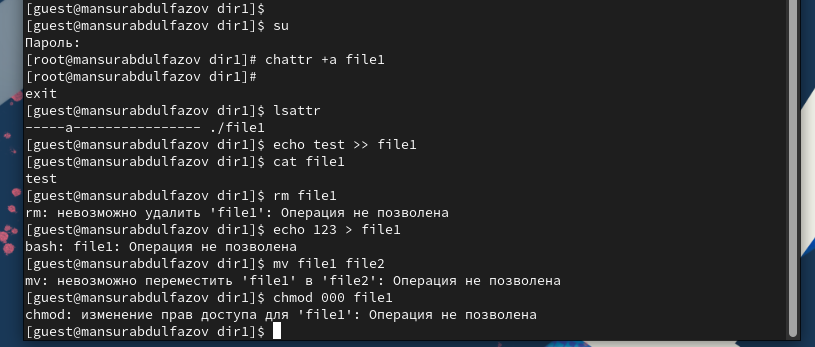 [guest@mansurabdulfazov dir1]$
[guest@mansurabdulfazov dir1]$ su
Пароль:
[root@mansurabdulfazov dir1]# chattr +a file1
[root@mansurabdulfazov dir1]#
exit
[guest@mansurabdulfazov dir1]$ lsattr
-----a---------------- ./file1
[guest@mansurabdulfazov dir1]$ echo test >> file1
[guest@mansurabdulfazov dir1]$ cat file1
test
[guest@mansurabdulfazov dir1]$ rm file1
rm: невозможно удалить 'file1': Операция не позволена
[guest@mansurabdulfazov dir1]$ echo 123 > file1
bash: file1: Операция не позволена
[guest@mansurabdulfazov dir1]$ mv file1 file2
mv: невозможно переместить 'file1' в 'file2': Операция не позволена
[guest@mansurabdulfazov dir1]$ chmod 000 file1
chmod: изменение прав доступа для 'file1': Операция не позволена
[guest@mansurabdulfazov dir1]$